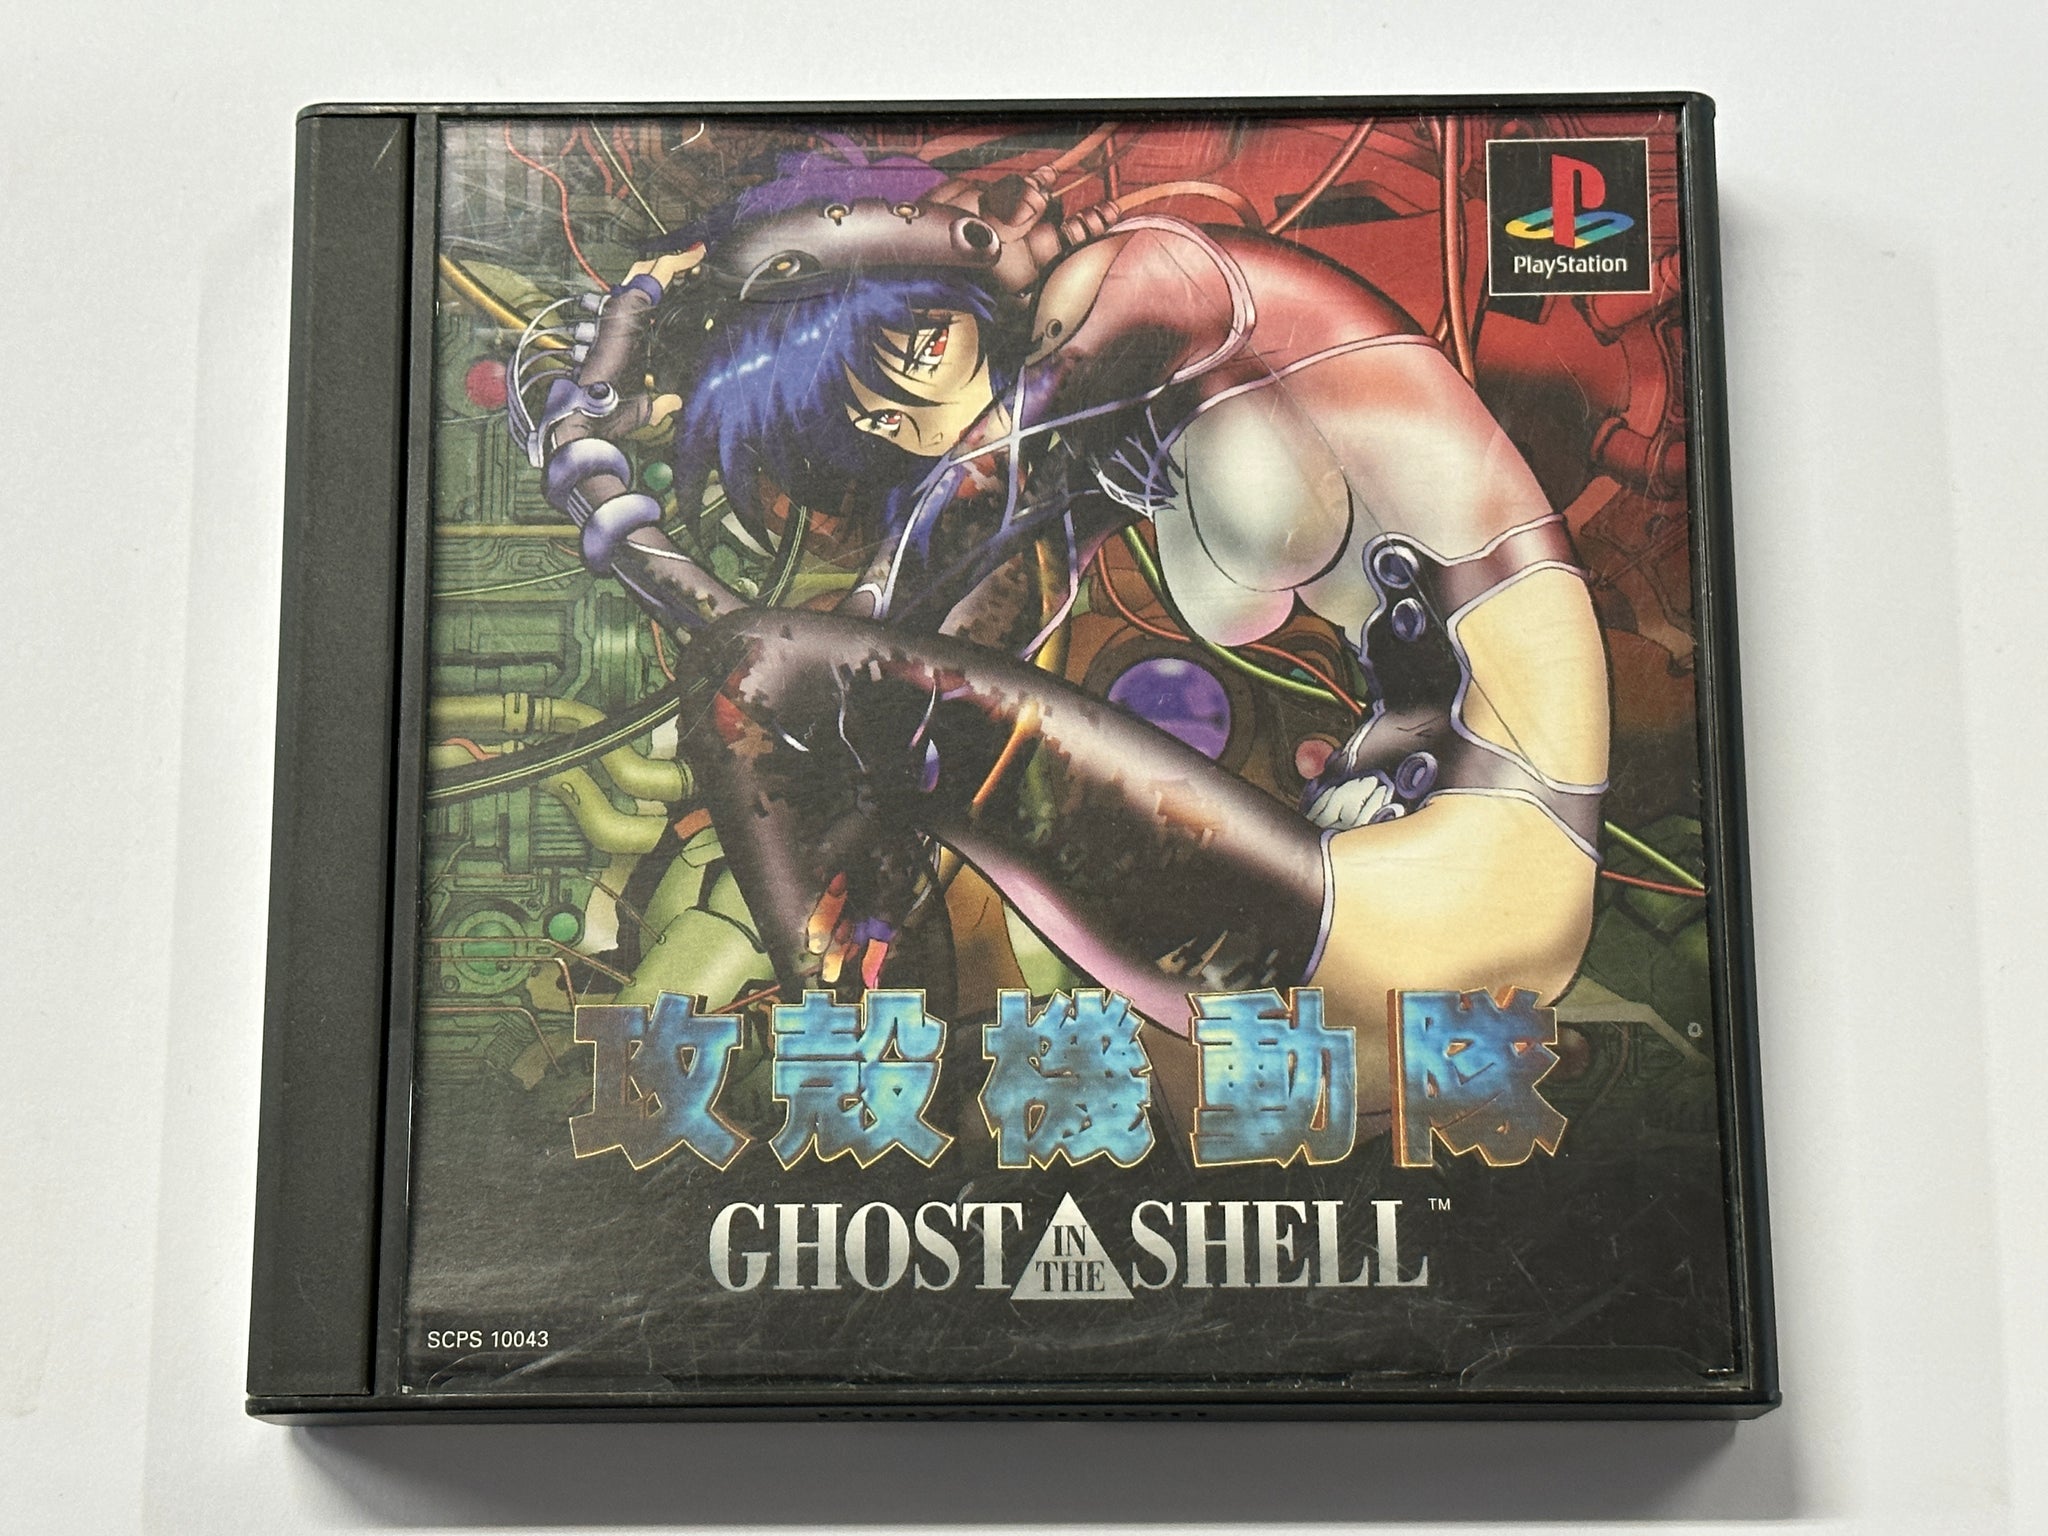 PlayStation
攻殻機動隊
GHOST IN THE SHELL™
SCPS 10043